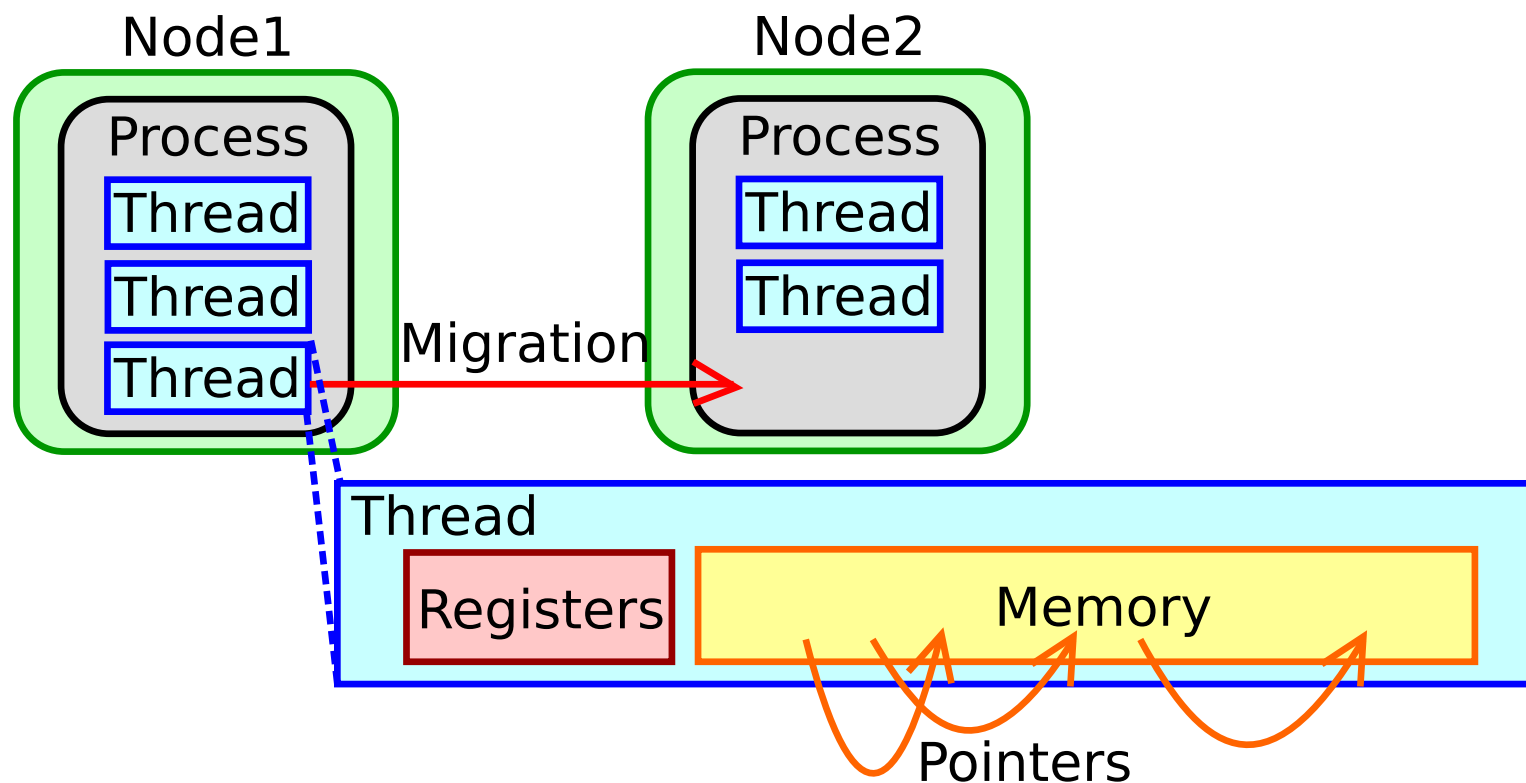 Node1
Node2
Process
Process
Thread
Thread
Thread
Thread
Migration
Thread
Thread
Registers
Memory
Pointers